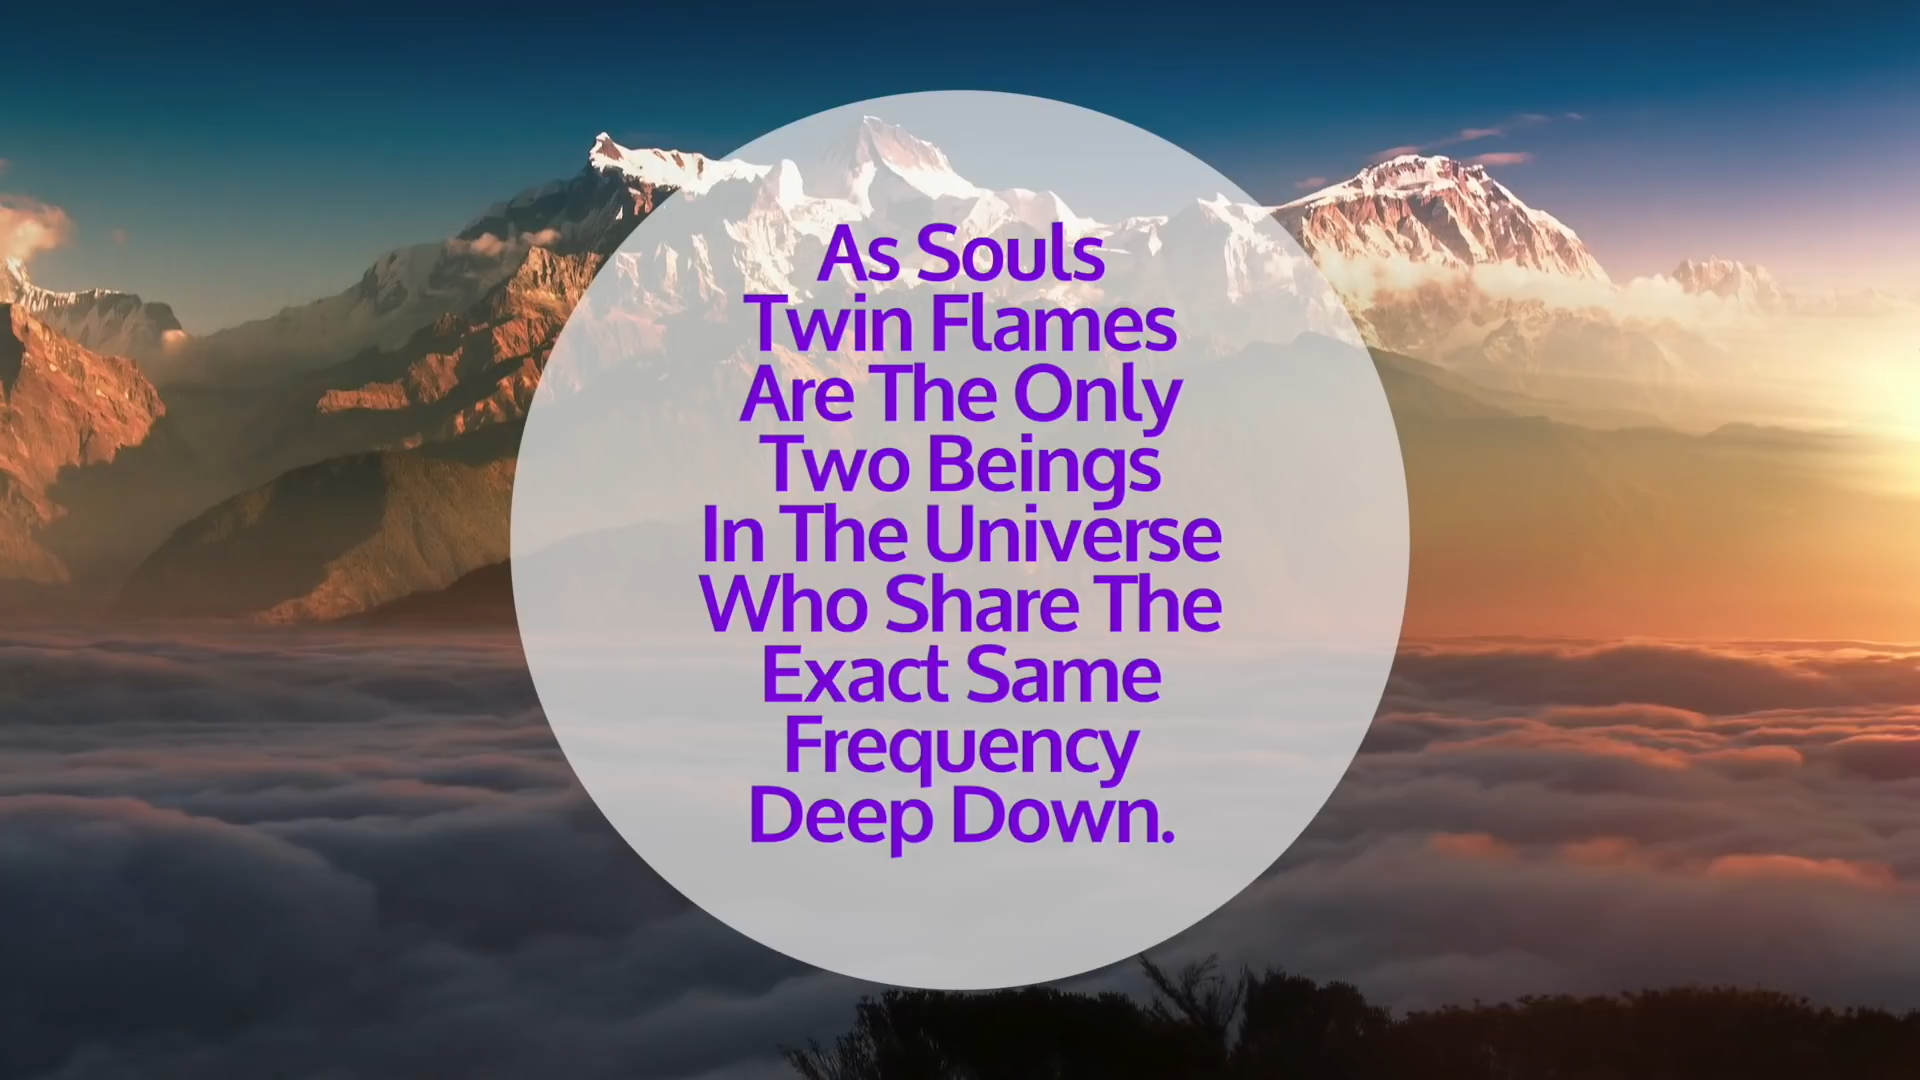 As Souls
Twin Flames
Are The Only
Two Beings
In The Universe
Who Share The
Exact Same
Frequency
Deep Down.